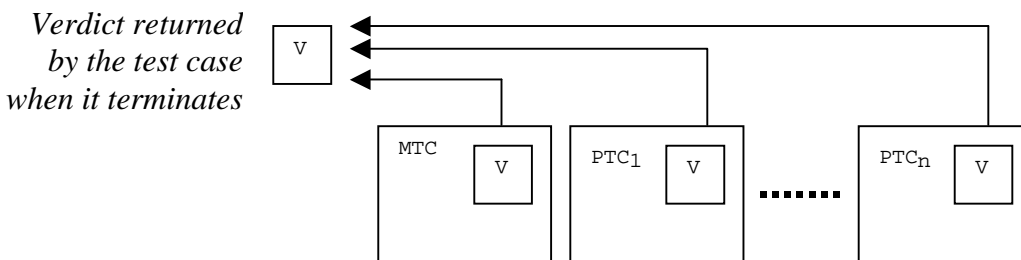 Verdict returned
by the test case
when it terminates
V
MTC
V
PTC1
V
PTCn
V